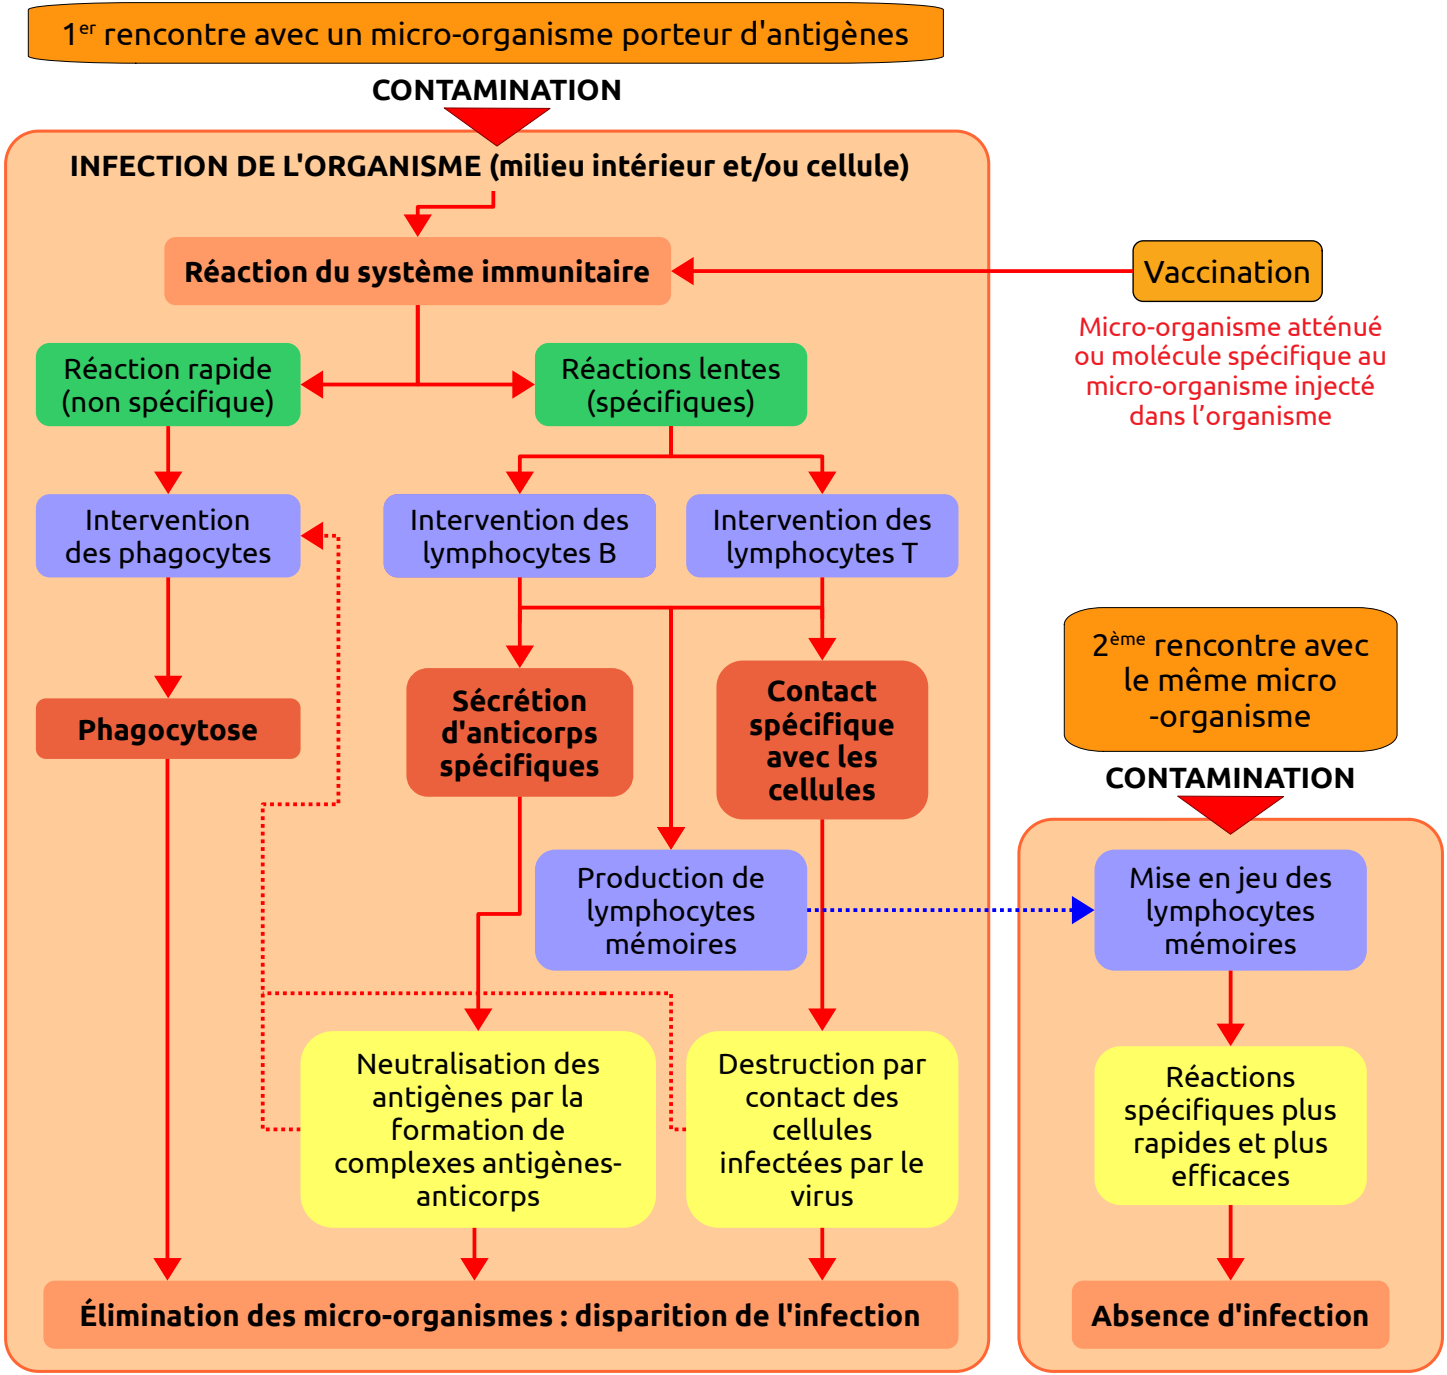 1er rencontre avec un micro-organisme porteur d'antigènes
CONTAMINATION
INFECTION DE L'ORGANISME (milieu intérieur et/ou cellule)
Réaction du système immunitaire
Vaccination
Micro-organisme atténué
ou molécule spécifique au
micro-organisme injecté
dans l’organisme
Réaction rapide
(non spécifique)
Réactions lentes
(spécifiques)
Intervention
des phagocytes
Intervention des
lymphocytes B
Intervention des
lymphocytes T
Phagocytose
Sécrétion
d'anticorps
spécifiques
Contact
spécifique
avec les
cellules
Production de
lymphocytes
mémoires
Neutralisation des
antigènes par la
formation de
complexes antigènes-
anticorps
Destruction par
contact des
cellules
infectées par le
virus
Élimination des micro-organismes : disparition de l'infection
2ème rencontre avec
le même micro
-organisme
CONTAMINATION
Mise en jeu des
lymphocytes
mémoires
Réactions
spécifiques plus
rapides et plus
efficaces
Absence d'infection